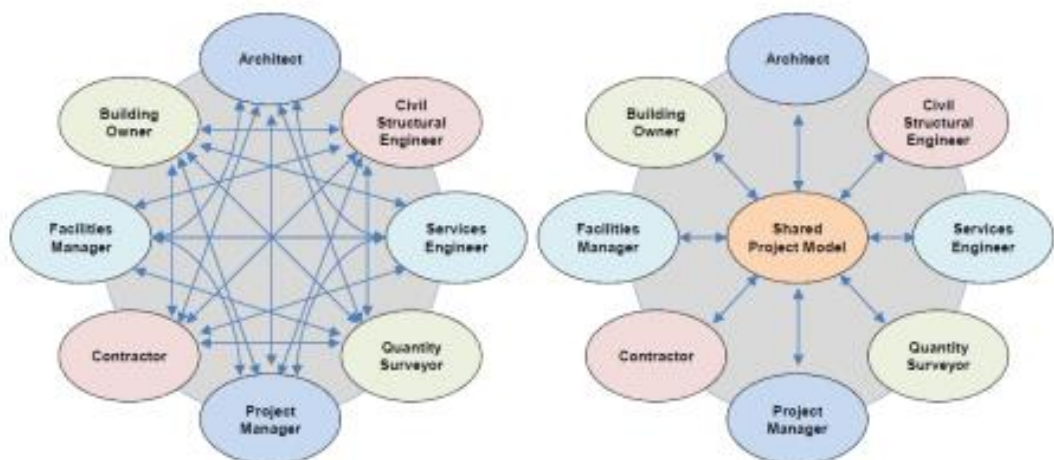 Architect
Building
Owner
Civil
Structural
Engineer
Facilities
Manager
Services
Engineer
Contractor
Quantity
Surveyor
Project
Manager
Architect
Building
Owner
Civil
Structural
Engineer
Facilities
Manager
Shared
Project Model
Services
Engineer
Contractor
Quantity
Surveyor
Project
Manager